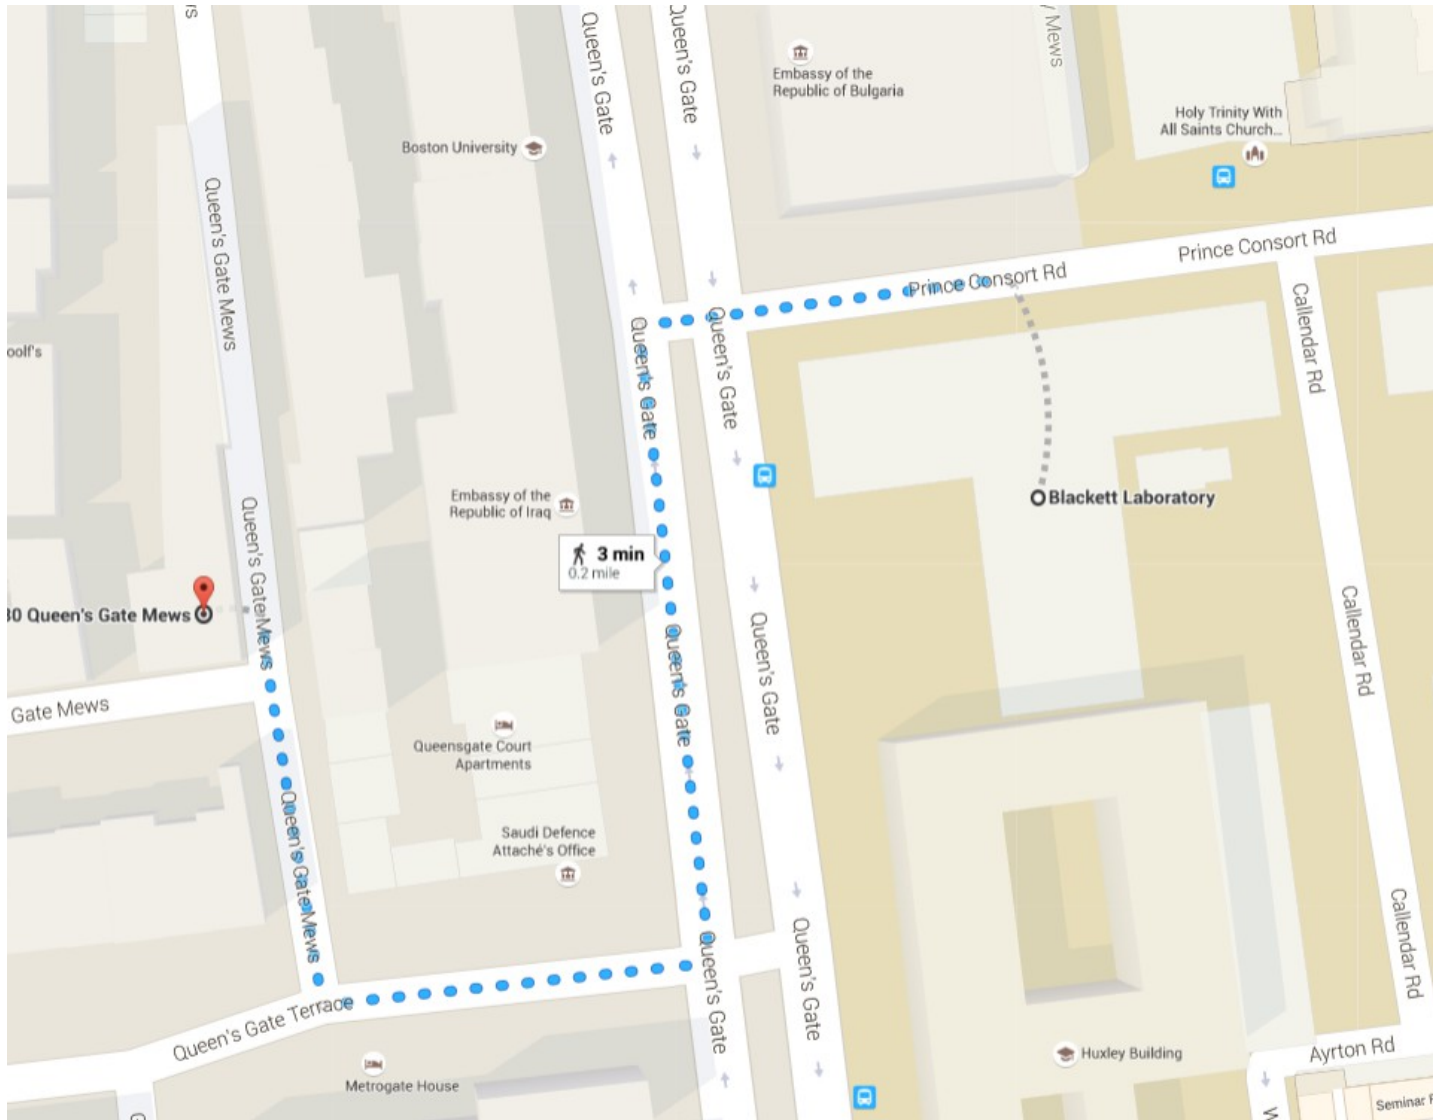 Queen's Gate
Queen's Gate
y Mews
Embassy of the
Republic of Bulgaria
Holy Trinity With
All Saints Church...
Boston University
Queen's Gate Mews
Prince Consort Rd
Prince Consort Rd
Callendar Rd
Queen's Gate
Queen's Gate
oolf's
Embassy of the
Republic of Iraq
Blackett Laboratory
3 min
0.2 mile
Queen's Gate Mews
30 Queen's Gate Mews
Callendar Rd
Queen's Gate
Queen's Gate
Gate Mews
Queensgate Court
Apartments
Queen's Gate Mews
Saudi Defence
Attaché's Office
Callendar Rd
Queen's Gate
Queen's Gate
Queen's Gate Terrace
Huxley Building
Ayrton Rd
Metrogate House
Seminar